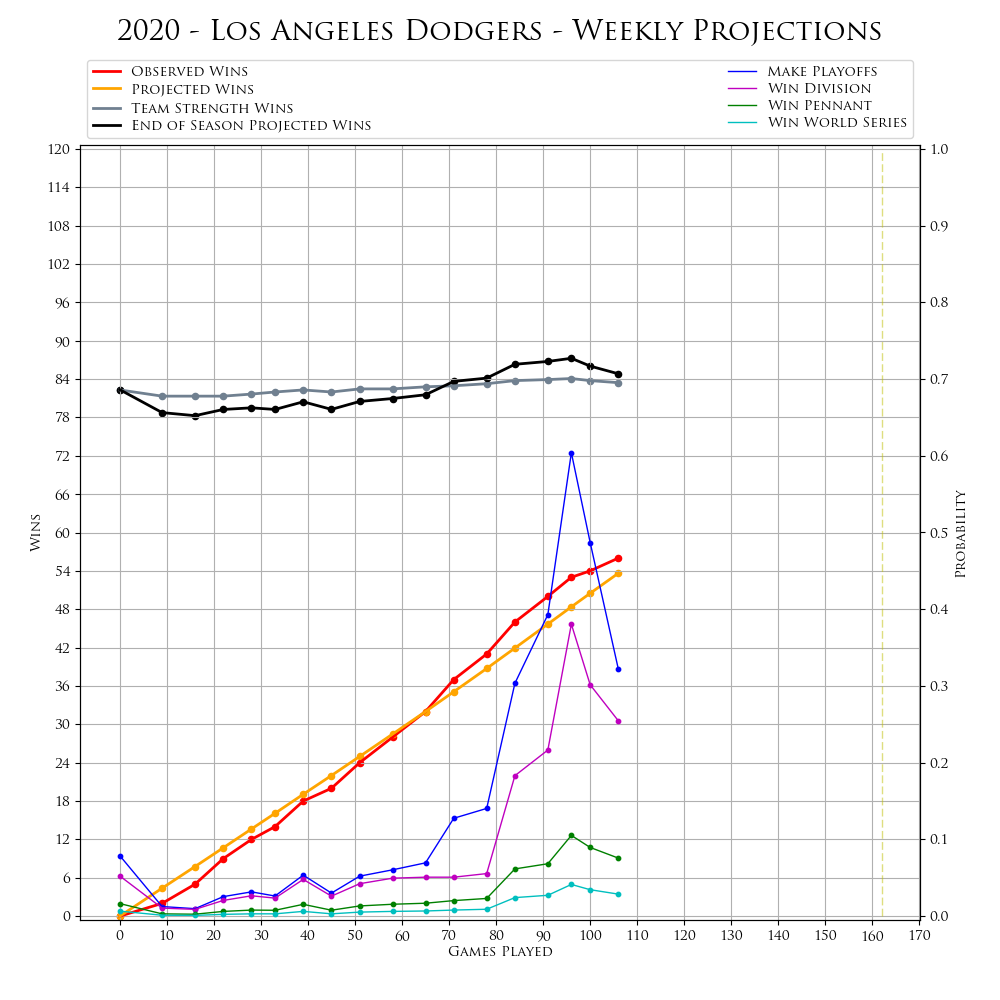 2020 - Los Angeles Dodgers - Weekly Projections
Observed Wins
Projected Wins
Team Strength Wins
End of Season Projected Wins
Make Playoffs
Win Division
Win Pennant
Win World Series
120
114
108
102
96
90
84
78
72
66
60
54
48
42
36
30
24
18
12
6
0
Wins
1.0
0.9
0.8
0.7
0.6
0.5
0.4
0.3
0.2
0.1
0.0
Probability
0 10 20 30 40 50 60 70 80 90 100 110 120 130 140 150 160 170
Games Played